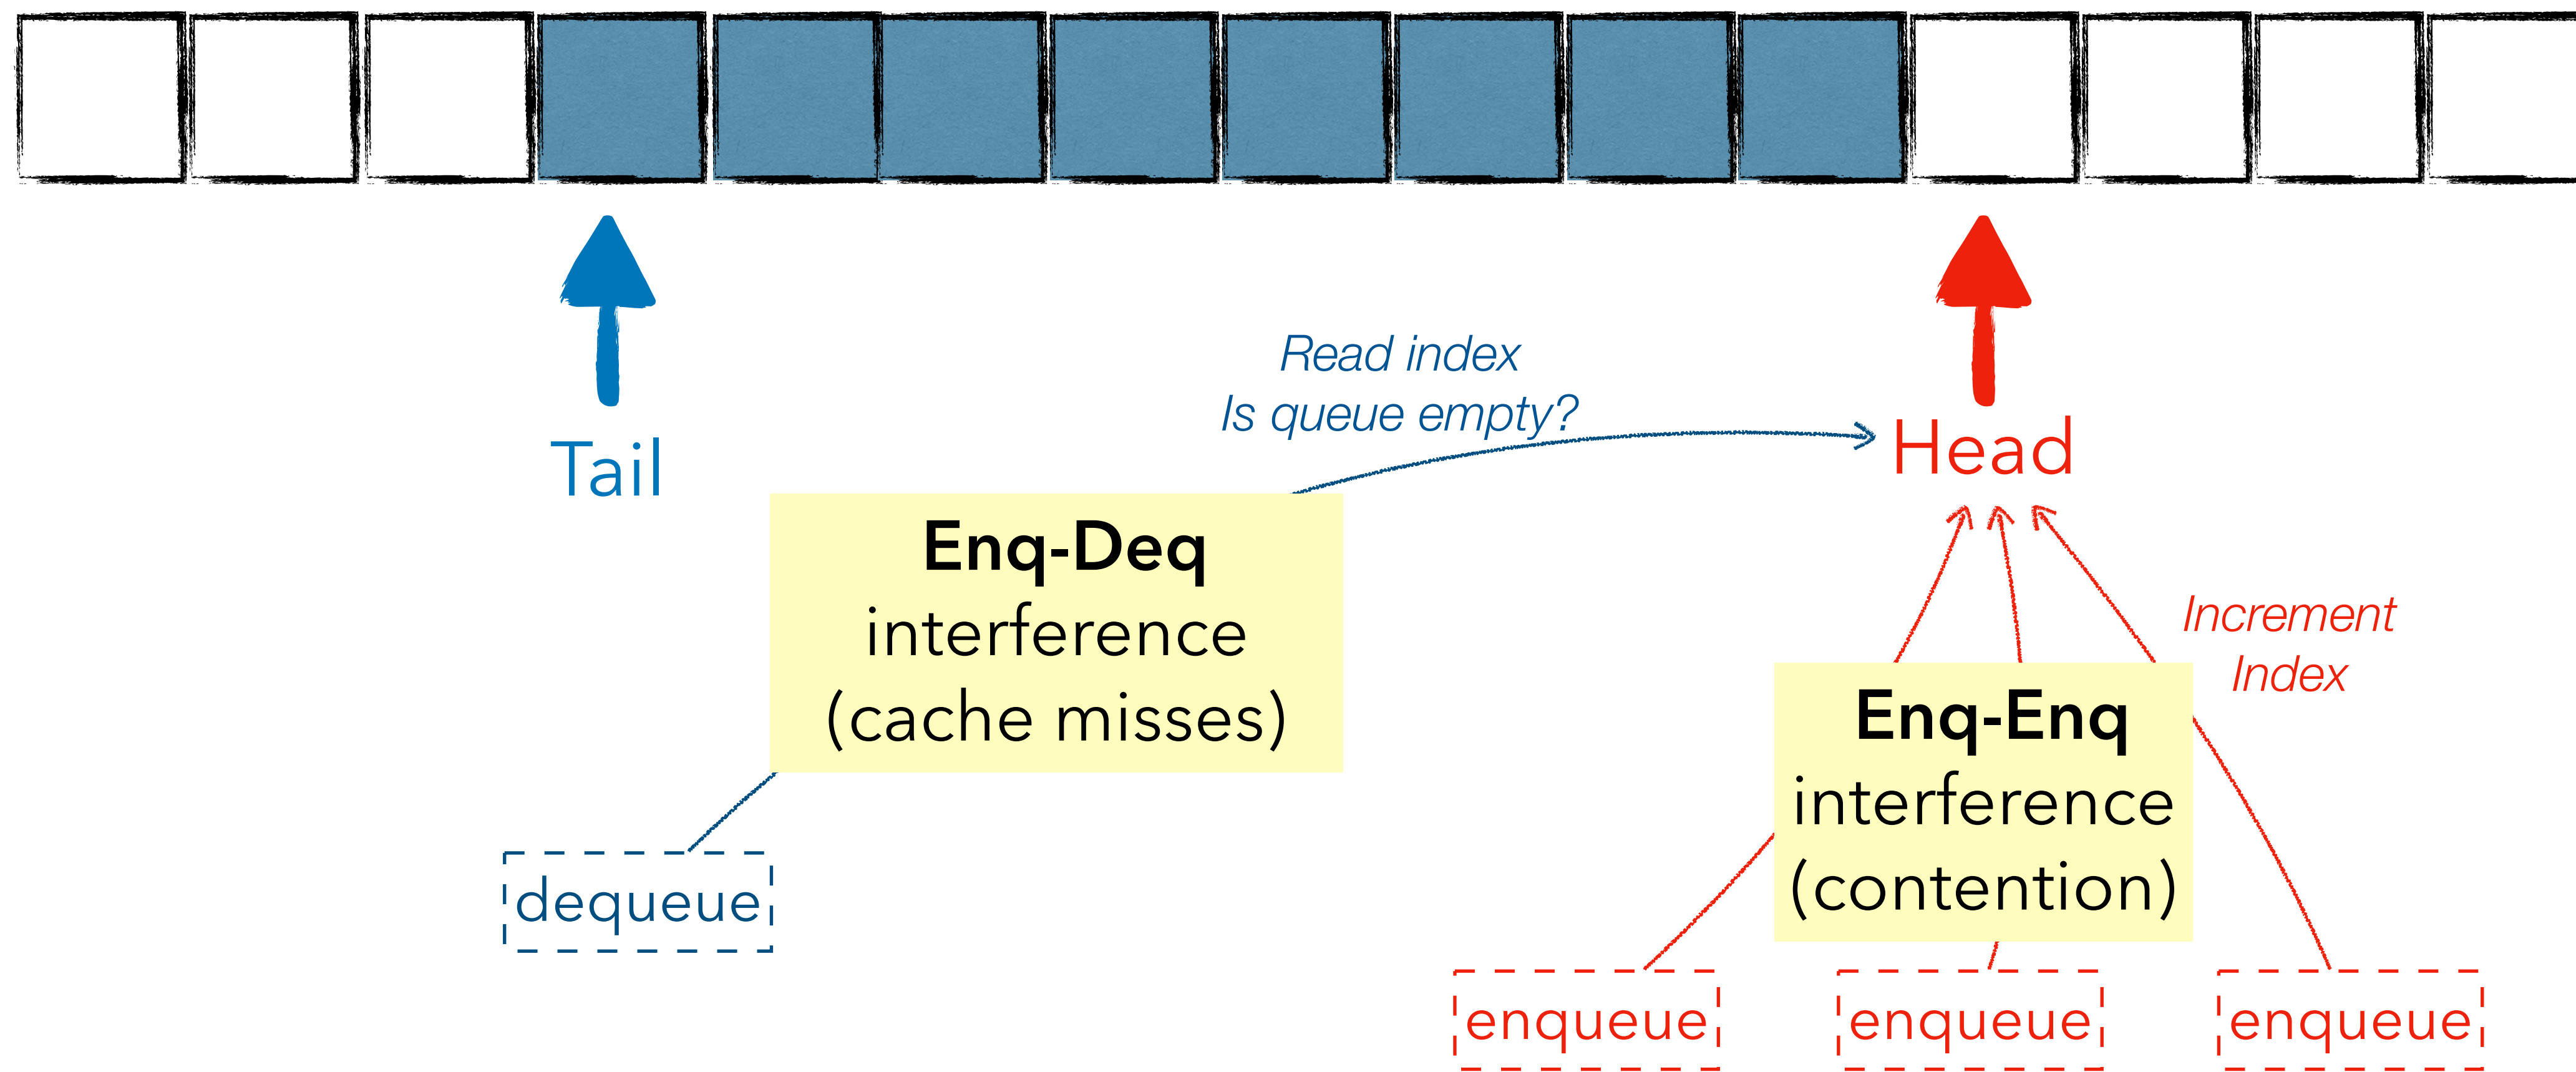 Read index
Is queue empty?
Tail
Head
Enq-Deq
interference
(cache misses)
Increment
Index
Enq-Enq
interference
(contention)
dequeue
enqueue
enqueue
enqueue